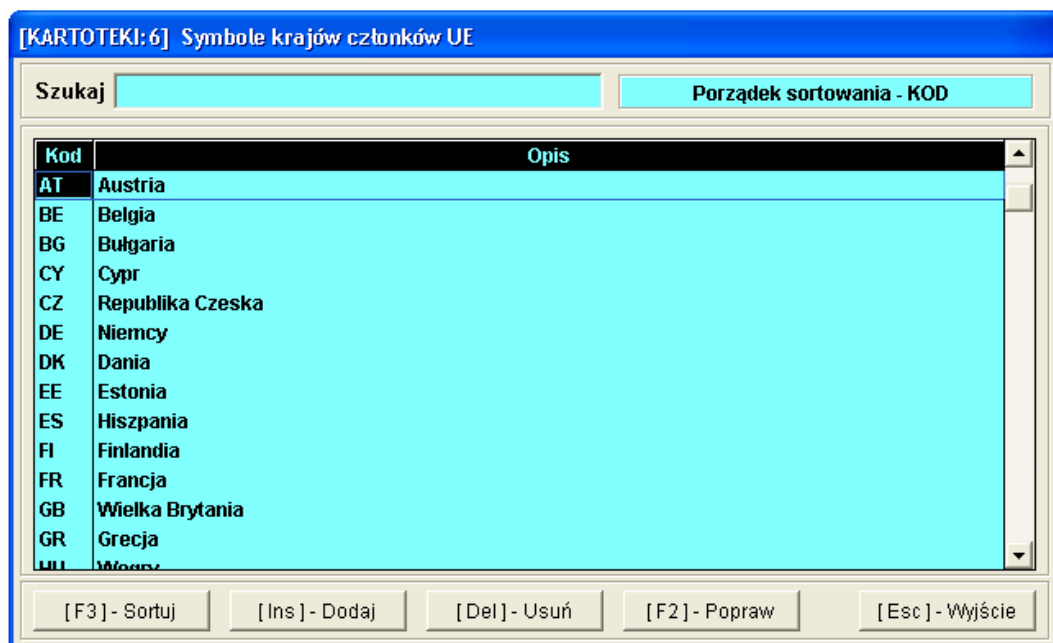 [KARTOTEKI:6] Symbole krajów członków UE
Szukaj Porządek sortowania - KOD
Kod Opis
AT Austria
BE Belgia
BG Bułgaria
CY Cypr
CZ Republika Czeska
DE Niemcy
DK Dania
EE Estonia
ES Hiszpania
FI Finlandia
FR Francja
GB Wielka Brytania
GR Grecja
HU Węgry
[F3]- Sortuj [Ins]- Dodaj [Del]- Usuń [F2]- Popraw [Esc]- Wyjście